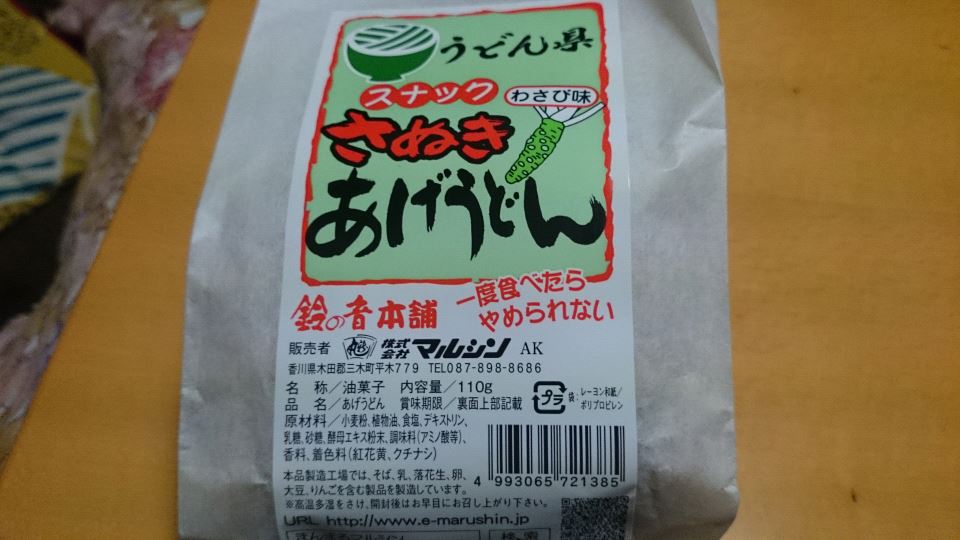 うどん県
スナック
わさび味
さぬき
あげうどん
一度食べたら
やめられない
鈴の音本舗
販売者 株式会社 マルシン AK
香川県木田郡三木町平木779 TEL087-898-8686
名 称/油菓子 内容量/110g
品 名/あげうどん 賞味期限/裏面上部記載
プラ
袋:レーヨン和紙/
ポリプロピレン
原材料/小麦粉、植物油、食塩、デキストリン、
乳糖、砂糖、酵母エキス粉末、調味料(アミノ酸等)、
香料、着色料(紅花黄、クチナシ)
本品製造工場では、そば、乳、落花生、卵、
大豆、りんごを含む製品を製造しています。
※高温多湿をさけ、開封後はお早目にお召し上がり下さい。
4 993065 721385
URL http://www.e-marushin.jp